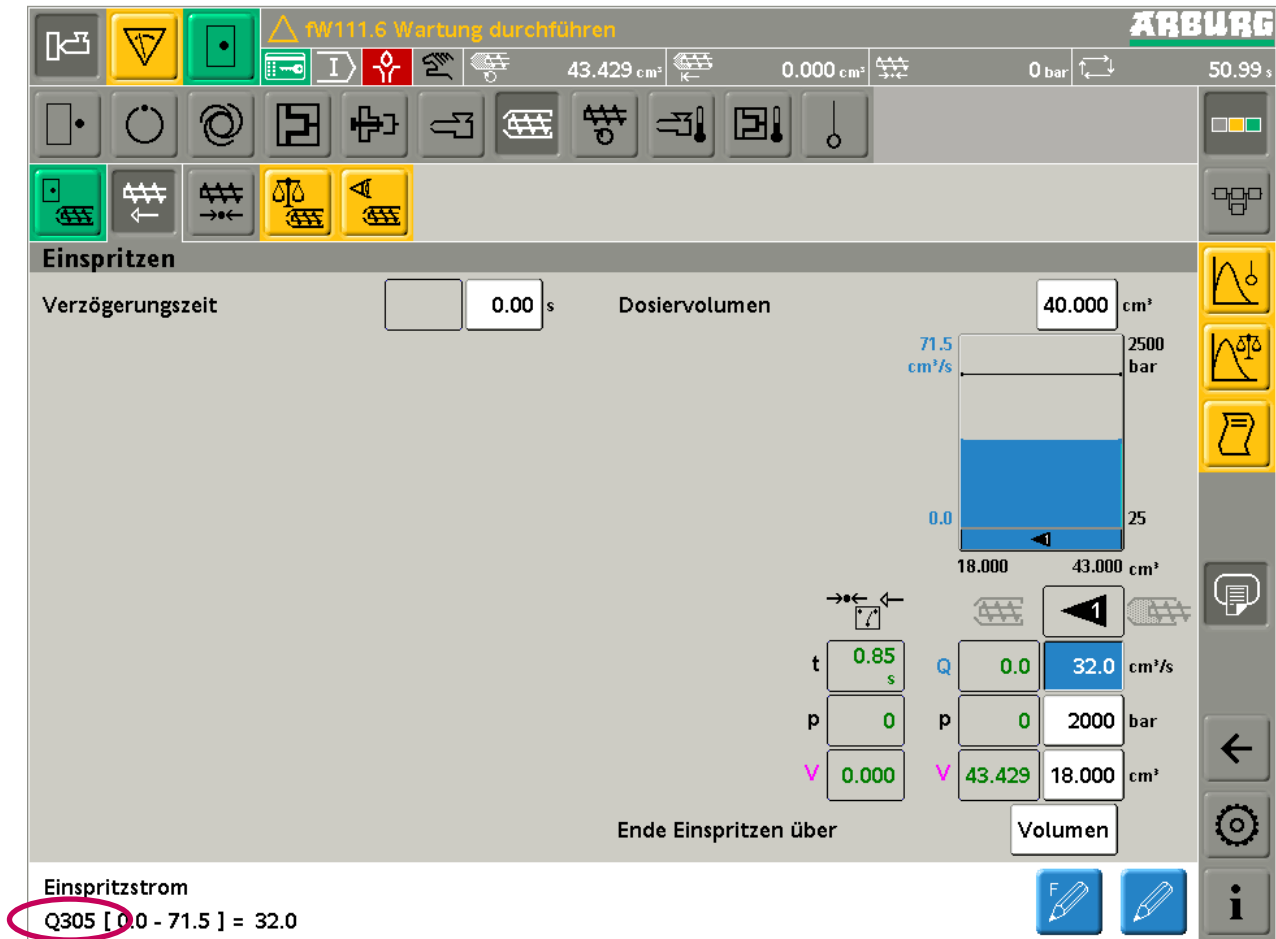 fW111.6 Wartung durchführen
ARBURG
43.429 cm³ 0.000 cm³ 0 bar 50.99 s
Einspritzen
Verzögerungszeit 0.00 s Dosiervolumen 40.000 cm³
71.5 2500
cm³/s bar
0.0 25
1
18.000 43.000 cm³
1
t 0.85 s Q 0.0 32.0 cm³/s
p 0 p 0 2000 bar
V 0.000 V 43.429 18.000 cm³
Ende Einspritzen über Volumen
Einspritzstrom
F
i
Q305 [ 0.0 - 71.5 ] = 32.0